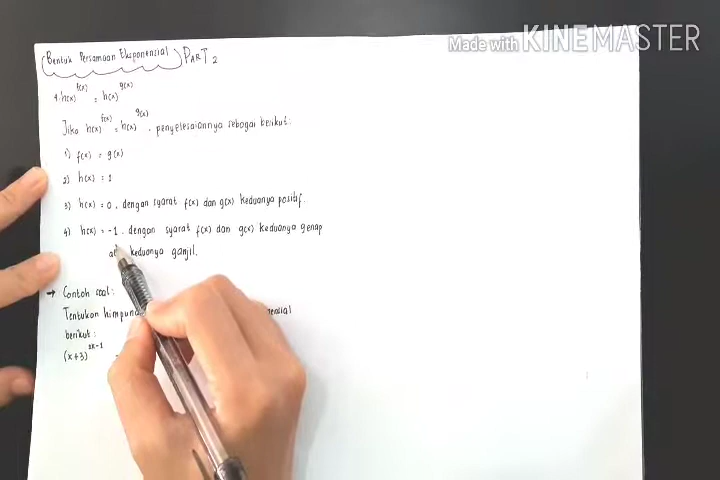 Made with KINEMASTER
Bentuk Persamaan Eksponensial PART 2
4. h(x)^f(x) = h(x)^g(x)
Jika h(x)^f(x) = h(x)^g(x), penyelesaiannya sebagai berikut:
1) f(x) = g(x)
2) h(x) = 1
3) h(x) = 0, dengan syarat f(x) dan g(x) keduanya positif.
4) h(x) = -1, dengan syarat f(x) dan g(x) keduanya genap
keduanya ganjil.
→ Contoh soal:
Tentukan
berikut:
(x+3)^2x-1